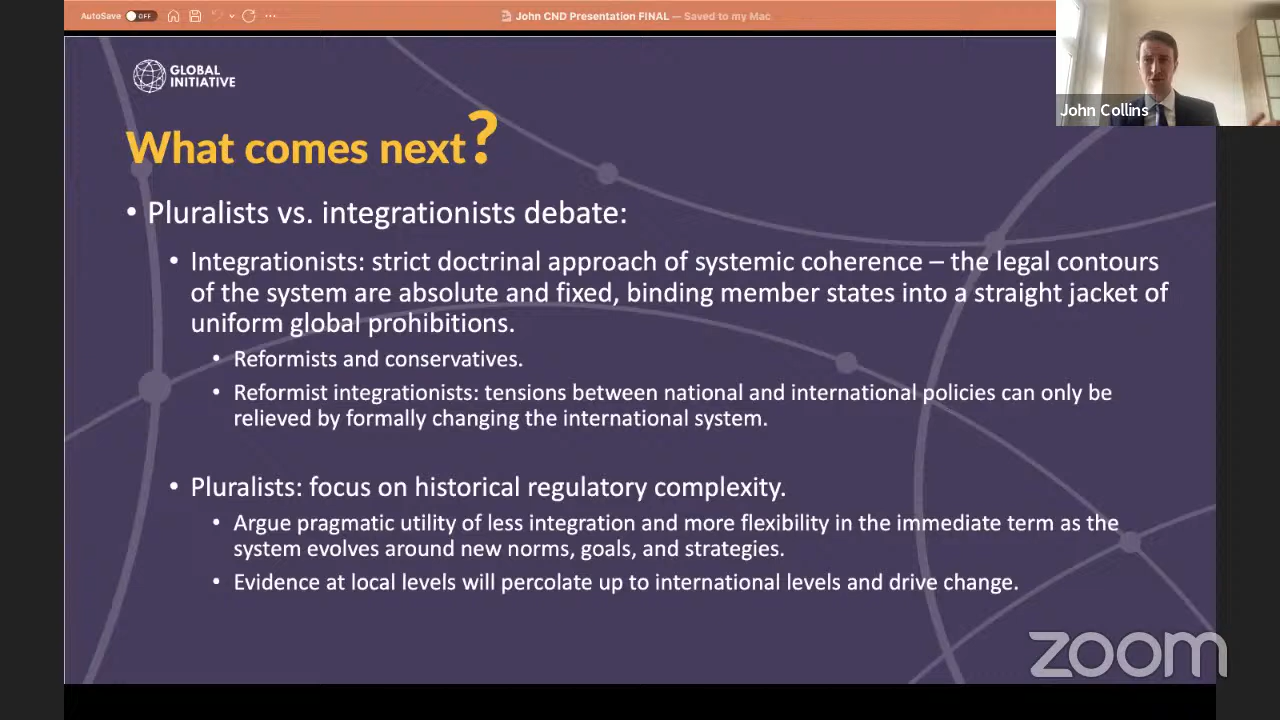 AutoSave OFF
John CND Presentation FINAL — Saved to my Mac
John Collins
GLOBAL
INITIATIVE
What comes next?
• Pluralists vs. integrationists debate:
• Integrationists: strict doctrinal approach of systemic coherence – the legal contours
of the system are absolute and fixed, binding member states into a straight jacket of
uniform global prohibitions.
• Reformists and conservatives.
• Reformist integrationists: tensions between national and international policies can only be
relieved by formally changing the international system.
• Pluralists: focus on historical regulatory complexity.
• Argue pragmatic utility of less integration and more flexibility in the immediate term as the
system evolves around new norms, goals, and strategies.
• Evidence at local levels will percolate up to international levels and drive change.
zoom